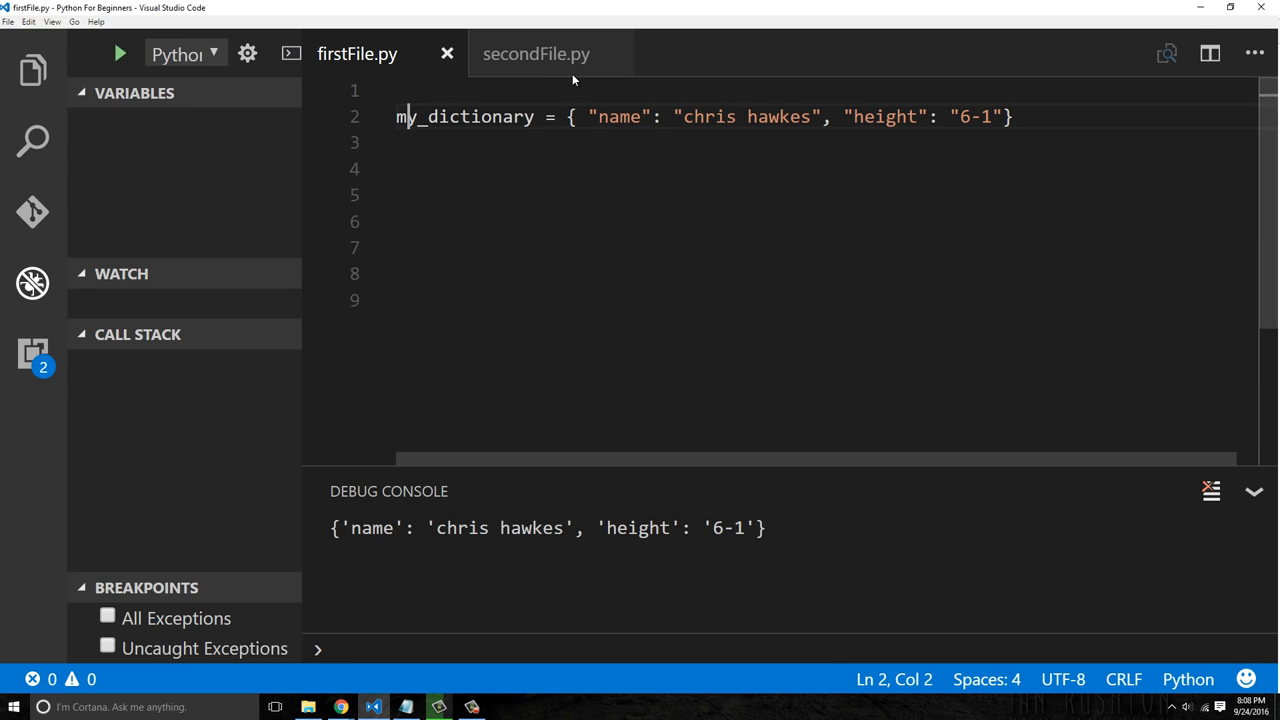 firstFile.py - Python For Beginners - Visual Studio Code
File Edit View Go Help
Python
firstFile.py
secondFile.py
VARIABLES
WATCH
CALL STACK
BREAKPOINTS
All Exceptions
Uncaught Exceptions
2
1
2 my_dictionary = { "name": "chris hawkes", "height": "6-1"}
3
4
5
6
7
8
9
DEBUG CONSOLE
{'name': 'chris hawkes', 'height': '6-1'}
0 0
Ln 2, Col 2 Spaces: 4 UTF-8 CRLF Python
I'm Cortana. Ask me anything.
8:08 PM
9/24/2016